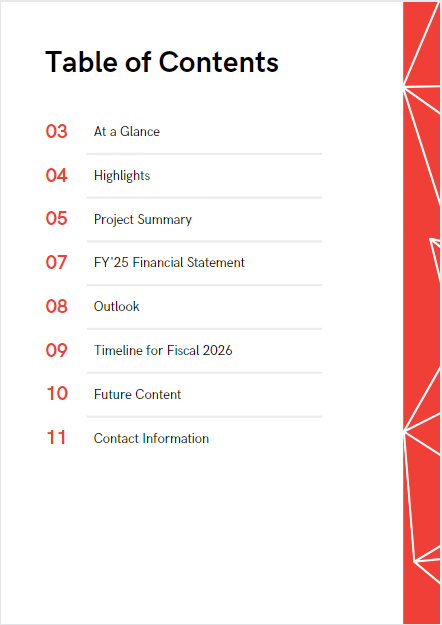 Table of Contents
03 At a Glance
04 Highlights
05 Project Summary
07 FY'25 Financial Statement
08 Outlook
09 Timeline for Fiscal 2026
10 Future Content
11 Contact Information